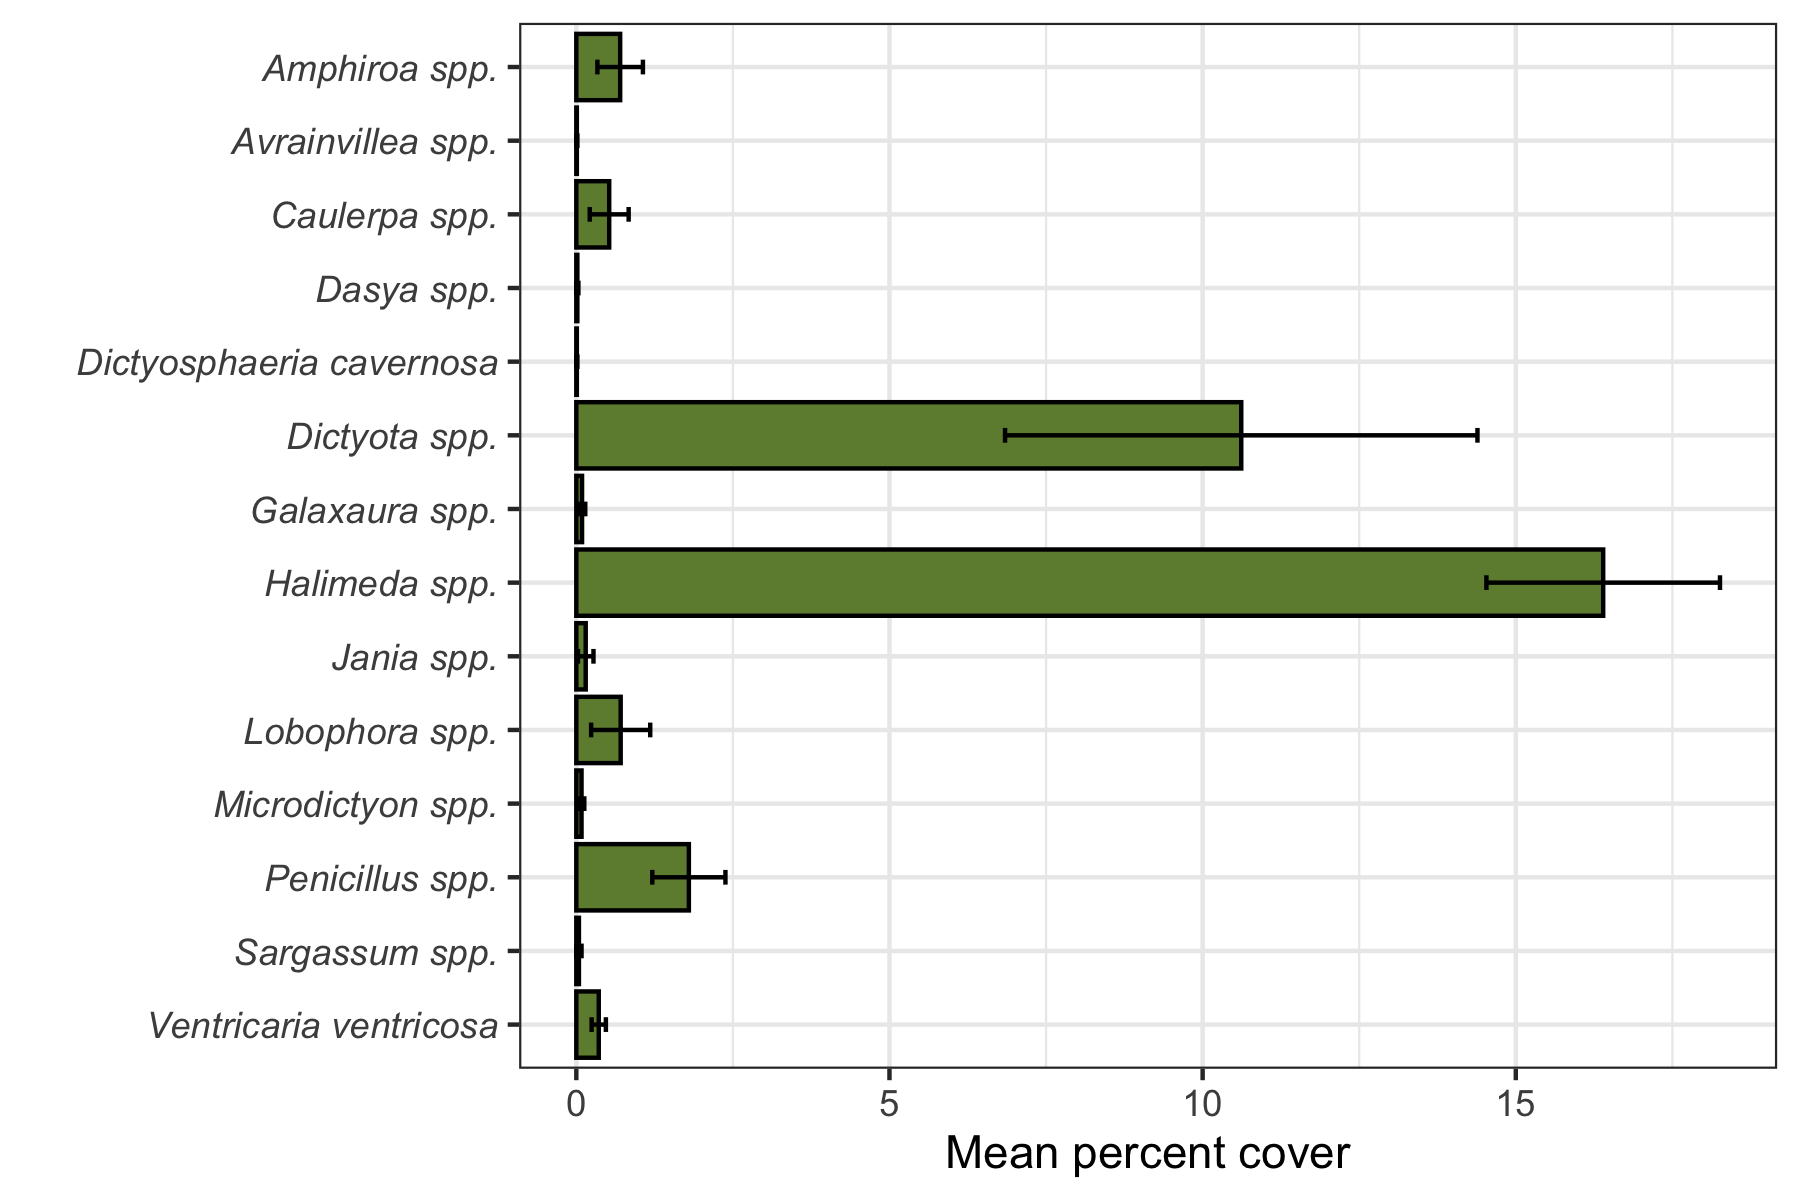 Amphiroa spp.
Avrainvillea spp.
Caulerpa spp.
Dasya spp.
Dictyosphaeria cavernosa
Dictyota spp.
Galaxaura spp.
Halimeda spp.
Jania spp.
Lobophora spp.
Microdictyon spp.
Penicillus spp.
Sargassum spp.
Ventricaria ventricosa
0 5 10 15
Mean percent cover